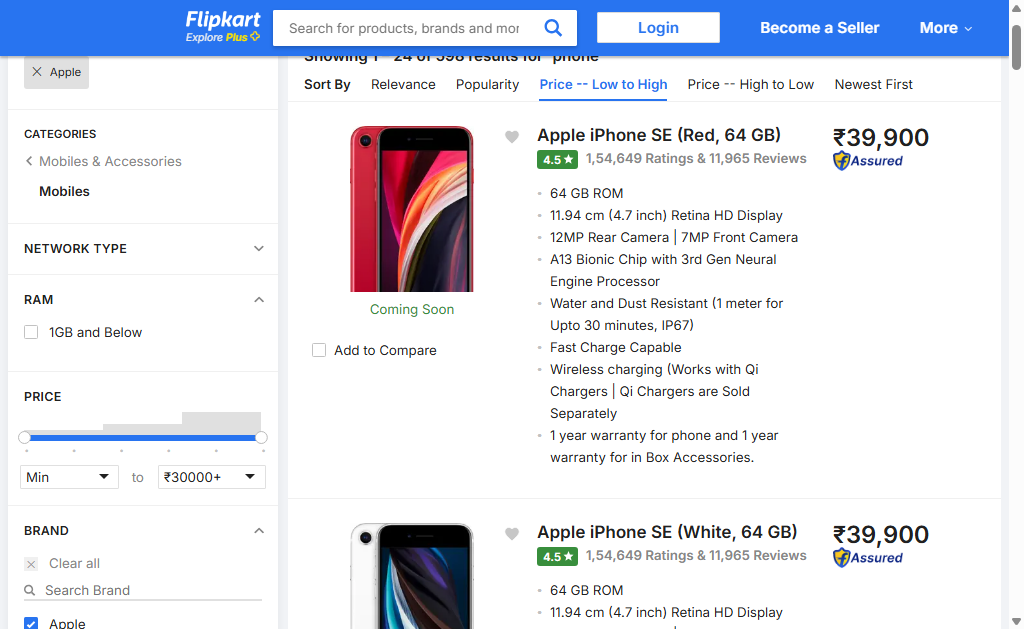 Flipkart
Explore Plus
Search for products, brands and mor
Login
Become a Seller
More
Apple
CATEGORIES
Mobiles & Accessories
Mobiles
NETWORK TYPE
RAM
1GB and Below
PRICE
Min
to
₹30000+
BRAND
Clear all
Search Brand
Apple
Showing 1 – 24 of 598 results for "phone"
Sort By
Relevance
Popularity
Price -- Low to High
Price -- High to Low
Newest First
Coming Soon
Add to Compare
Apple iPhone SE (Red, 64 GB)
4.5 ★ 1,54,649 Ratings & 11,965 Reviews
64 GB ROM
11.94 cm (4.7 inch) Retina HD Display
12MP Rear Camera | 7MP Front Camera
A13 Bionic Chip with 3rd Gen Neural
Engine Processor
Water and Dust Resistant (1 meter for
Upto 30 minutes, IP67)
Fast Charge Capable
Wireless charging (Works with Qi
Chargers | Qi Chargers are Sold
Separately
1 year warranty for phone and 1 year
warranty for in Box Accessories.
₹39,900
Assured
Apple iPhone SE (White, 64 GB)
4.5 ★ 1,54,649 Ratings & 11,965 Reviews
64 GB ROM
11.94 cm (4.7 inch) Retina HD Display
₹39,900
Assured